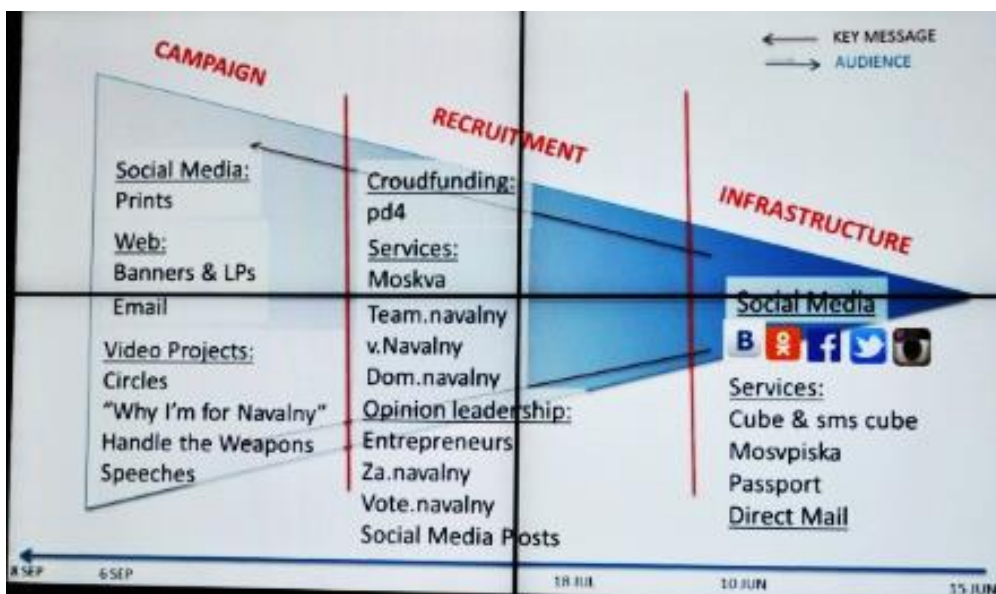 KEY MESSAGE
AUDIENCE
CAMPAIGN
RECRUITMENT
INFRASTRUCTURE
Social Media:
Prints
Web:
Banners & LPs
Email
Video Projects:
Circles
“Why I'm for Navalny”
Handle the Weapons
Speeches
Croudfunding:
pd4
Services:
Moskva
Team.navalny
v.Navalny
Dom.navalny
Opinion leadership:
Entrepreneurs
Za.navalny
Vote.navalny
Social Media Posts
Social Media
B
f
Services:
Cube & sms cube
Mosvpiska
Passport
Direct Mail
8 SEP
6 SEP
18 JUL
10 JUN
15 JUN